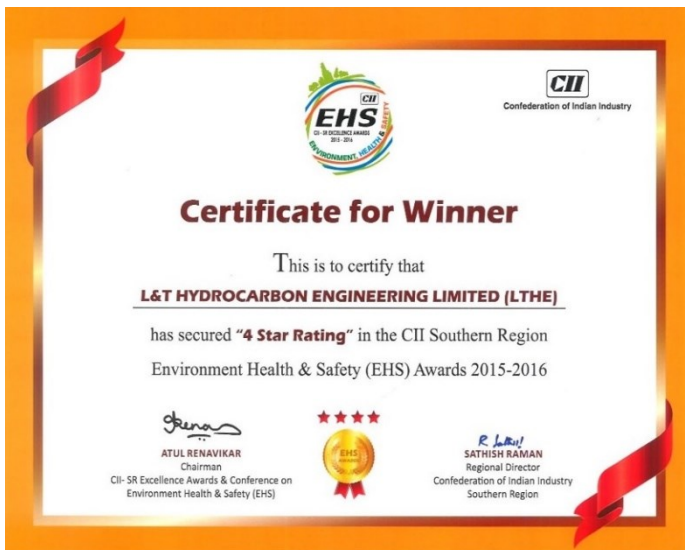 CII
EHS
CII - SR EXCELLENCE AWARDS
2015 - 2016
ENVIRONMENT, HEALTH & SAFETY
CII
Confederation of Indian Industry
Certificate for Winner
This is to certify that
L&T HYDROCARBON ENGINEERING LIMITED (LTHE)
has secured "4 Star Rating" in the CII Southern Region
Environment Health & Safety (EHS) Awards 2015-2016
ATUL RENAVIKAR
Chairman
CII- SR Excellence Awards & Conference on
Environment Health & Safety (EHS)
EHS
AWARDS
SATHISH RAMAN
Regional Director
Confederation of Indian Industry
Southern Region